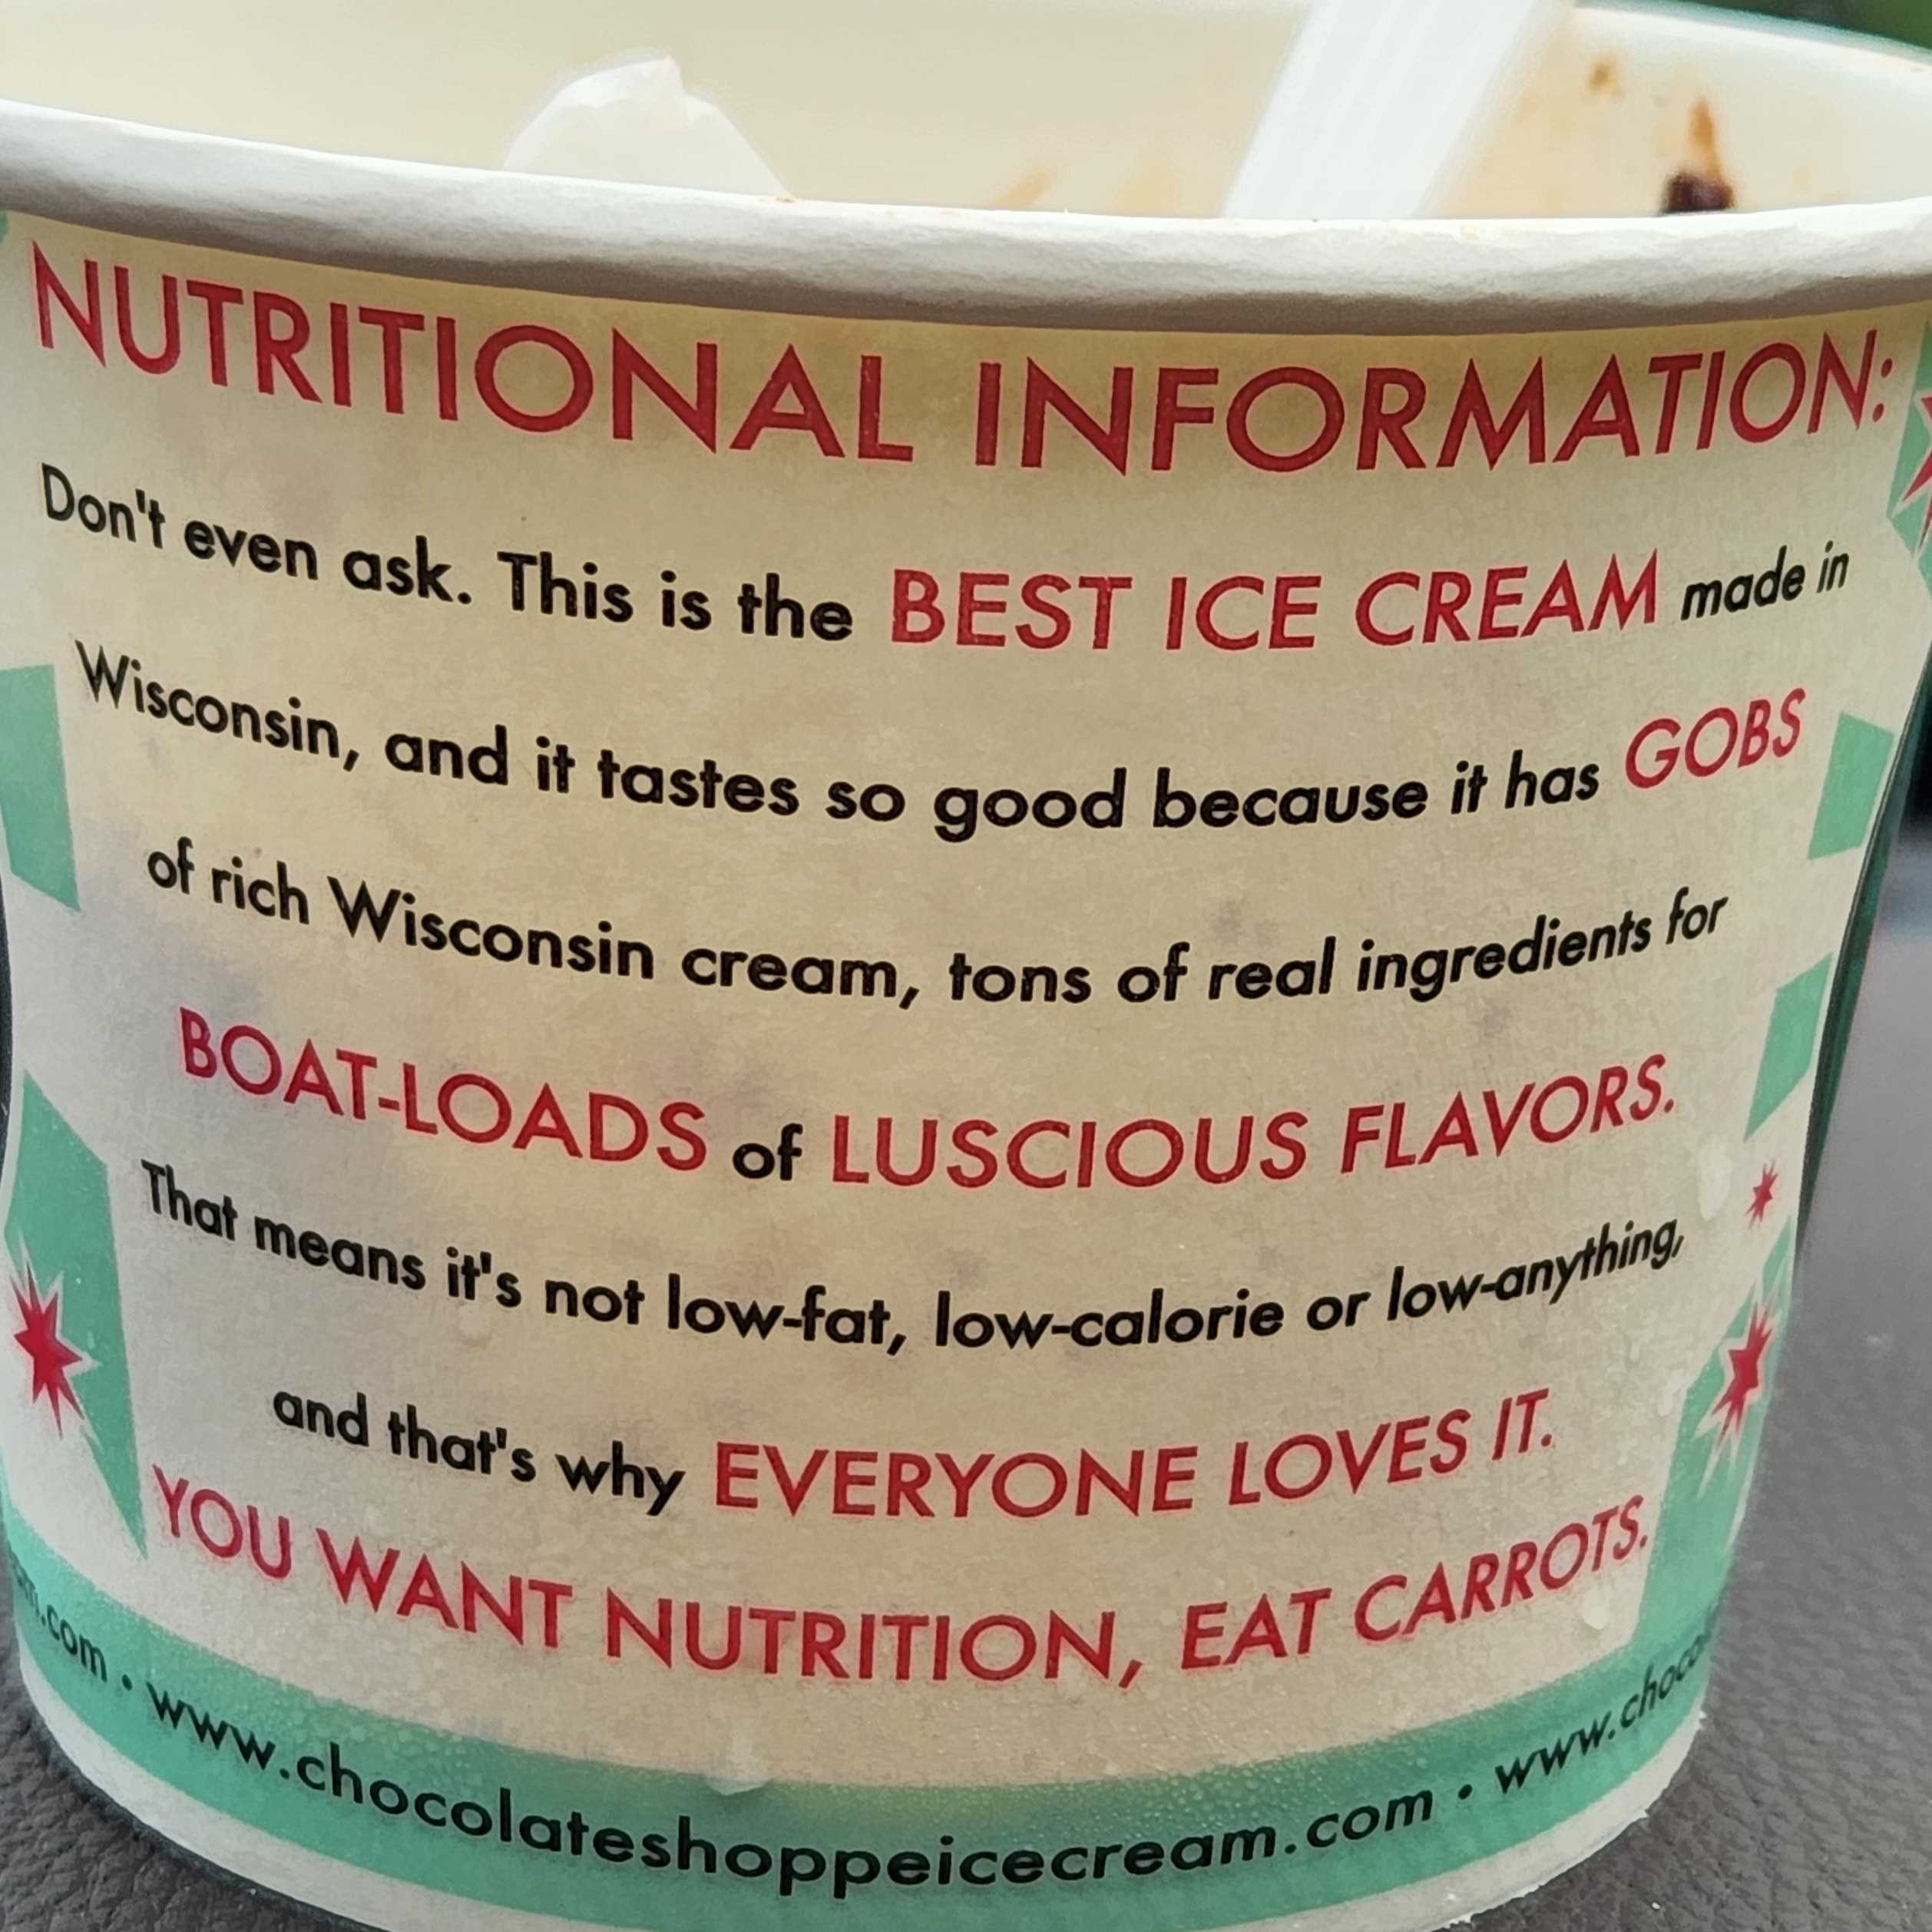 NUTRITIONAL INFORMATION:
Don't even ask. This is the BEST ICE CREAM made in
Wisconsin, and it tastes so good because it has GOBS
of rich Wisconsin cream, tons of real ingredients for
BOAT-LOADS of LUSCIOUS FLAVORS.
That means it's not low-fat, low-calorie or low-anything,
and that's why EVERYONE LOVES IT.
YOU WANT NUTRITION, EAT CARROTS.
.com • www.chocolateshoppeicecream.com • www.choco